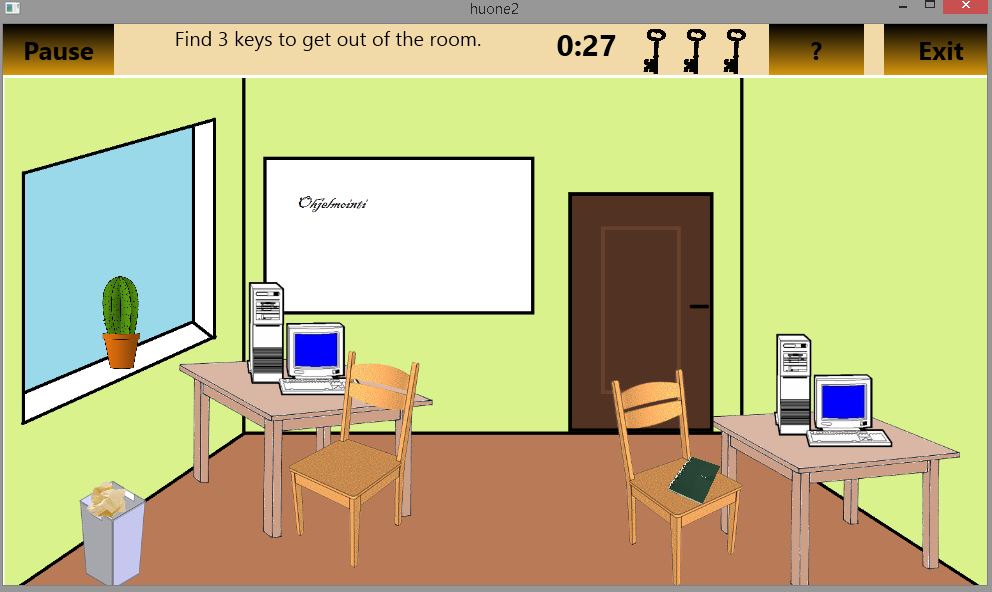 huone2
Pause
Find 3 keys to get out of the room.
0:27
?
Exit
Ohjelmointi